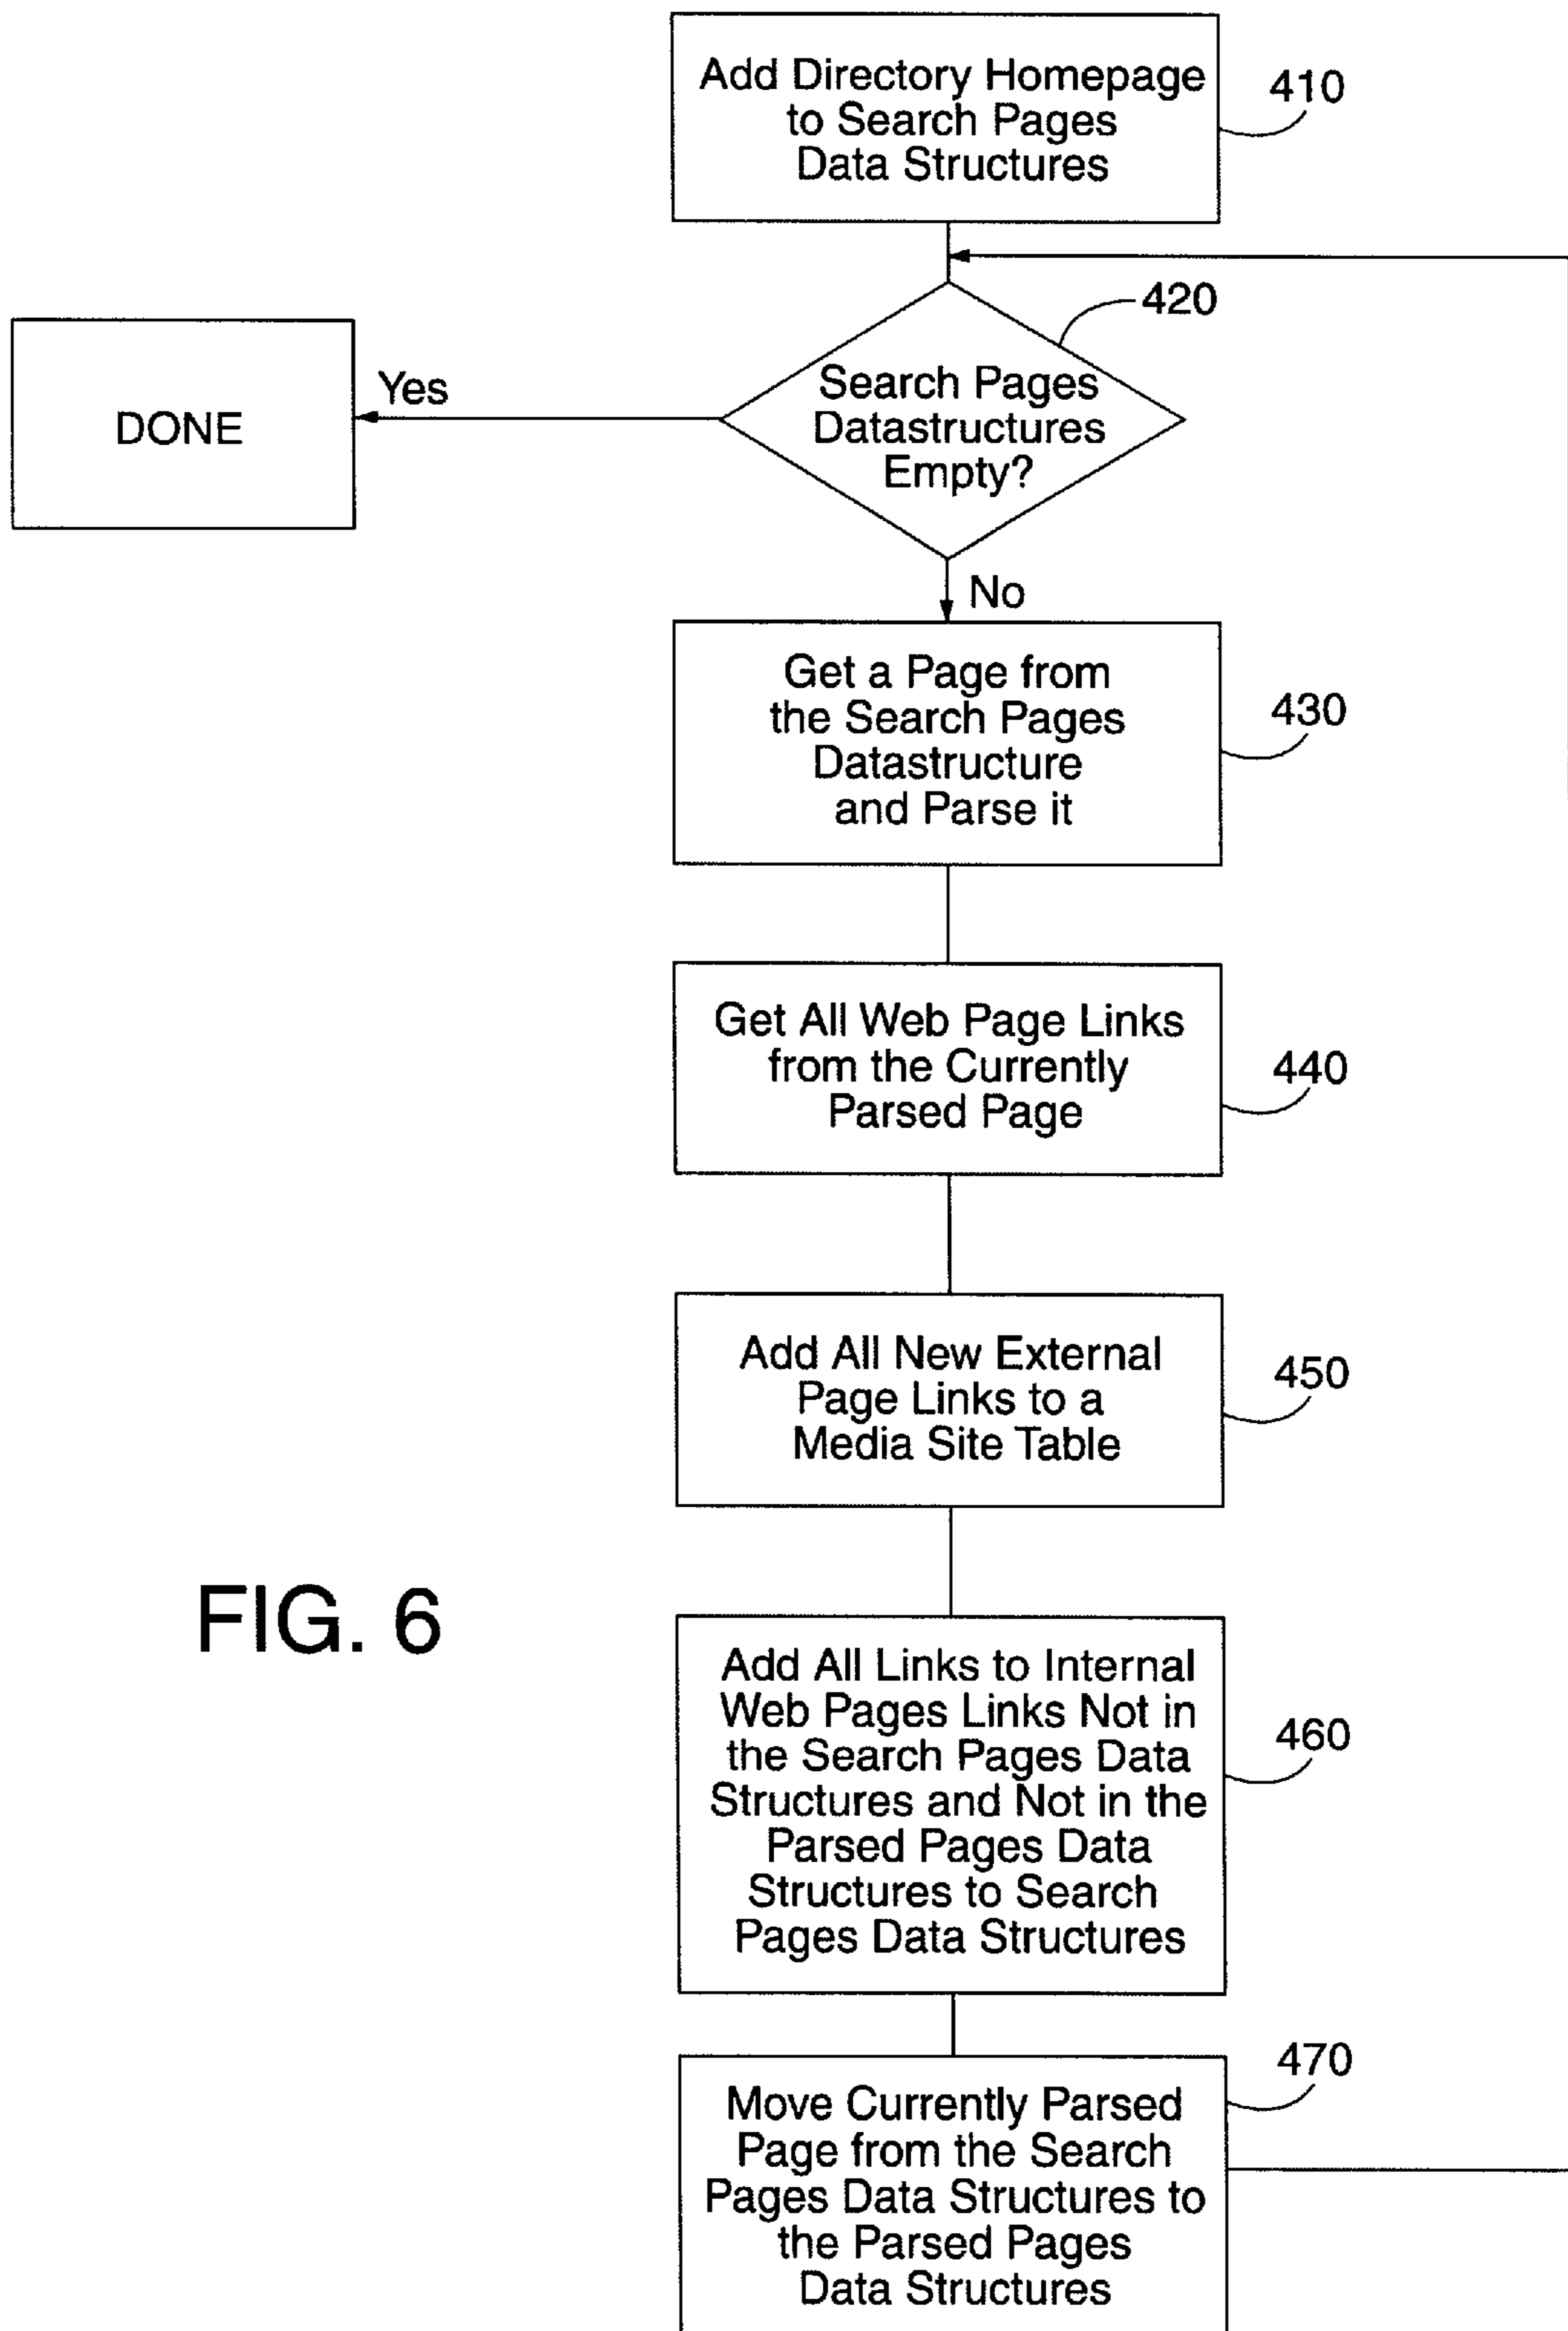 Add Directory Homepage
to Search Pages
Data Structures
410
420
Search Pages
Datastructures
Empty?
Yes
DONE
No
Get a Page from
the Search Pages
Datastructure
and Parse it
430
Get All Web Page Links
from the Currently
Parsed Page
440
Add All New External
Page Links to a
Media Site Table
450
FIG. 6
Add All Links to Internal
Web Pages Links Not in
the Search Pages Data
Structures and Not in the
Parsed Pages Data
Structures to Search
Pages Data Structures
460
Move Currently Parsed
Page from the Search
Pages Data Structures to
the Parsed Pages
Data Structures
470